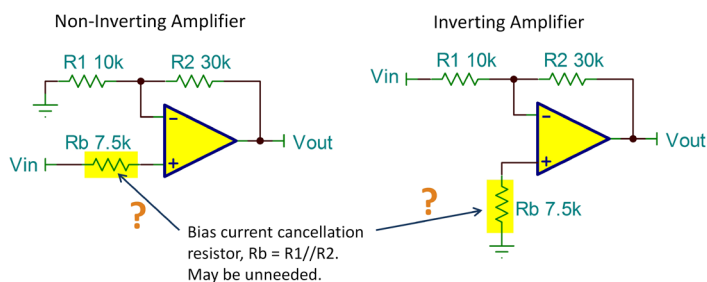 Non-Inverting Amplifier
Inverting Amplifier
R1 10k
R2 30k
R1 10k
R2 30k
Vin
-
-
Rb 7.5k
Vout
Vout
Vin
+
+
?
?
Rb 7.5k
Bias current cancellation
resistor, Rb = R1//R2.
May be unneeded.